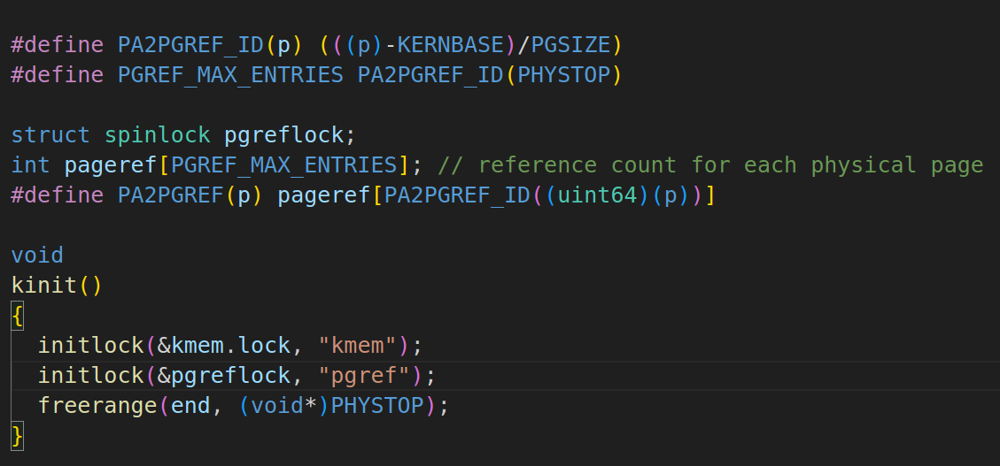 #define PA2PGREF_ID(p) (((p)-KERNBASE)/PGSIZE)
#define PGREF_MAX_ENTRIES PA2PGREF_ID(PHYSTOP)
struct spinlock pgreflock;
int pageref[PGREF_MAX_ENTRIES]; // reference count for each physical page
#define PA2PGREF(p) pageref[PA2PGREF_ID((uint64)(p))]
void
kinit()
{
  initlock(&kmem.lock, "kmem");
  initlock(&pgreflock, "pgref");
  freerange(end, (void*)PHYSTOP);
}